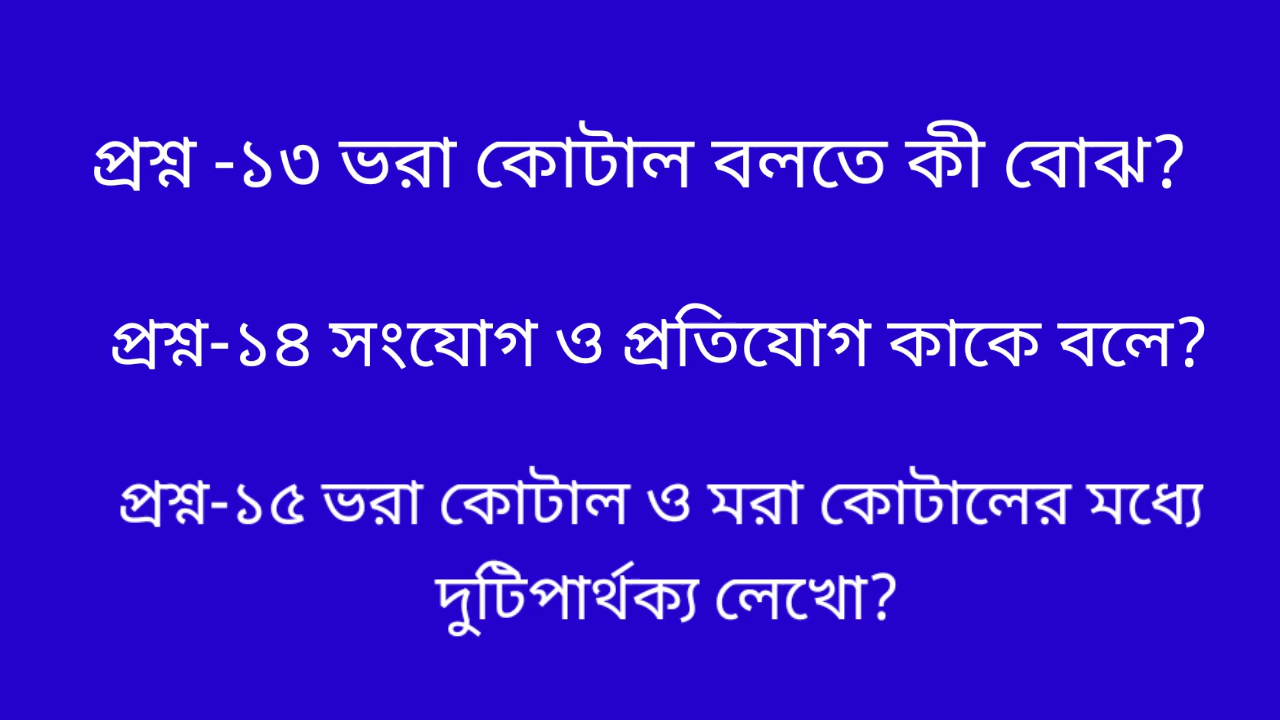 প্রশ্ন -১৩ ভরা কোটাল বলতে কী বোঝ?
প্রশ্ন-১৪ সংযোগ ও প্রতিযোগ কাকে বলে?
প্রশ্ন-১৫ ভরা কোটাল ও মরা কোটালের মধ্যে
দুটিপার্থক্য লেখো?